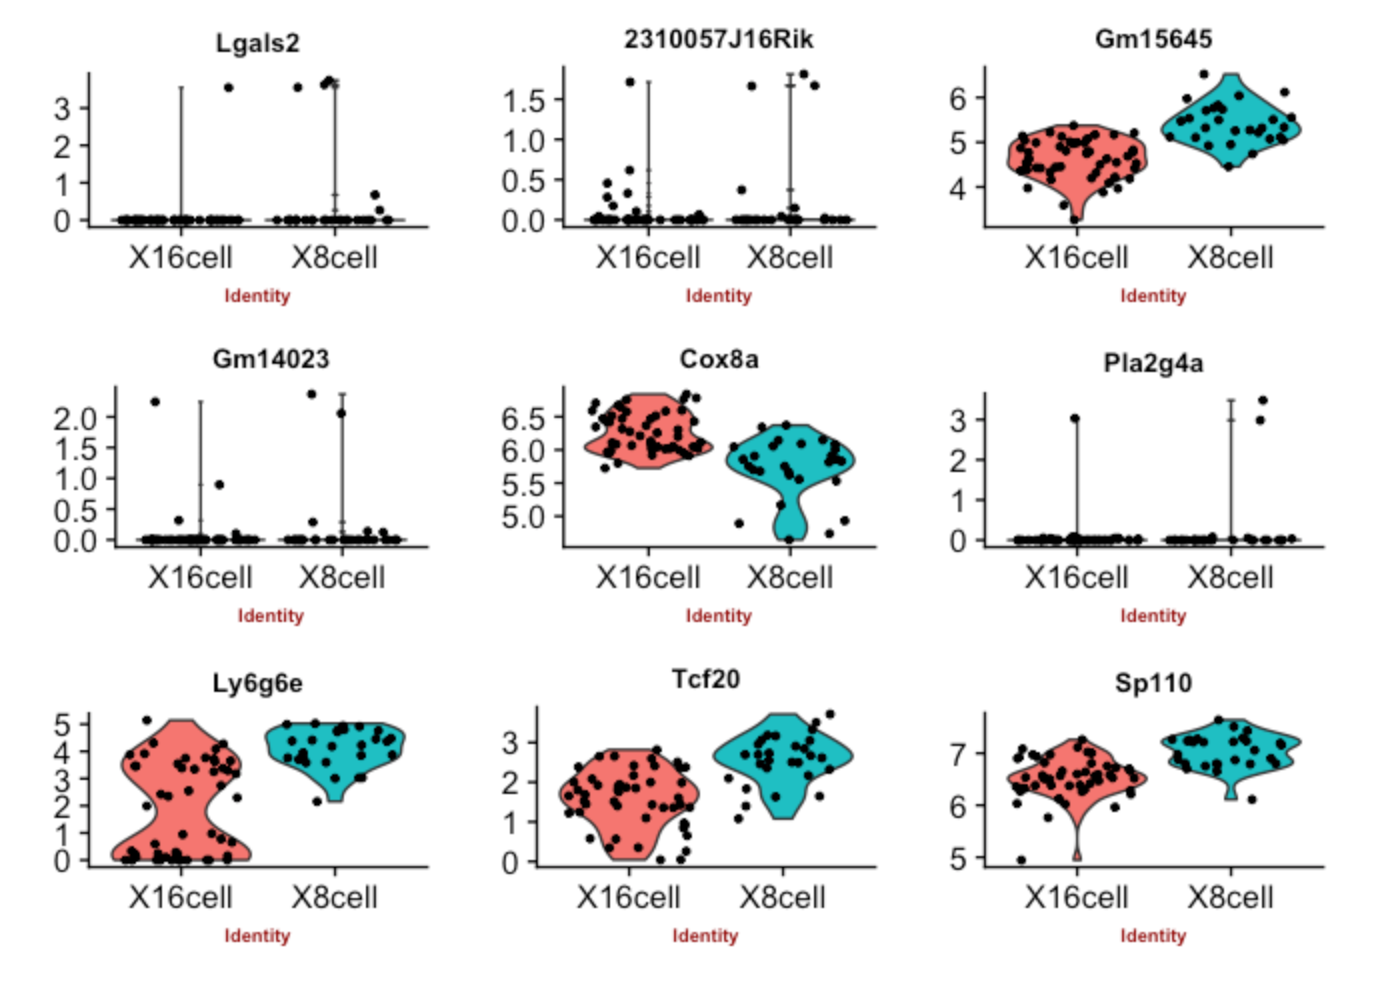 Lgals2
2310057J16Rik
Gm15645
3
2
1
0
1.5
1.0
0.5
0.0
6
5
4
X16cell X8cell
X16cell X8cell
X16cell X8cell
Identity
Identity
Identity
Gm14023
Cox8a
Pla2g4a
2.0
1.5
1.0
0.5
0.0
6.5
6.0
5.5
5.0
3
2
1
0
X16cell X8cell
X16cell X8cell
X16cell X8cell
Identity
Identity
Identity
Ly6g6e
Tcf20
Sp110
5
4
3
2
1
0
3
2
1
0
7
6
5
X16cell X8cell
X16cell X8cell
X16cell X8cell
Identity
Identity
Identity